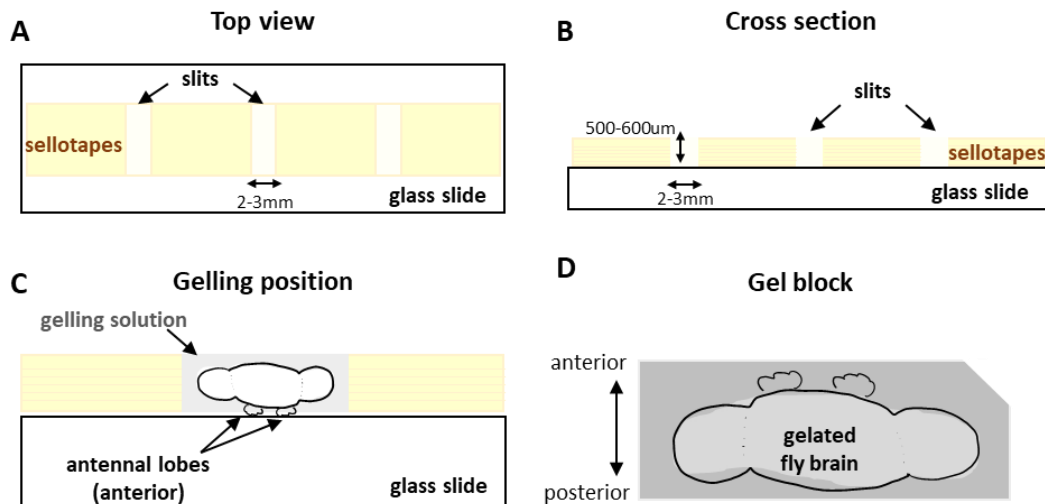 A
Top view
slits
sellotapes
2-3mm
glass slide
B
Cross section
slits
500-600um
sellotapes
2-3mm
glass slide
C
Gelling position
gelling solution
antennal lobes
(anterior)
glass slide
D
Gel block
anterior
gelated
fly brain
posterior